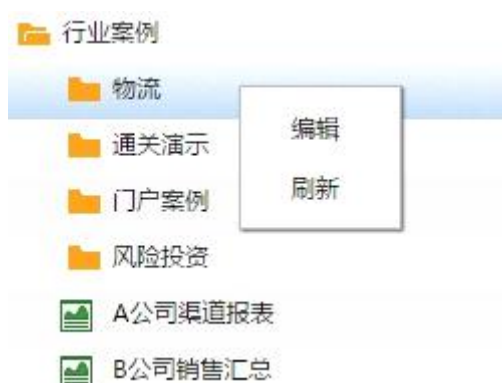 行业案例
物流
编辑
通关演示
刷新
门户案例
风险投资
A公司渠道报表
B公司销售汇总